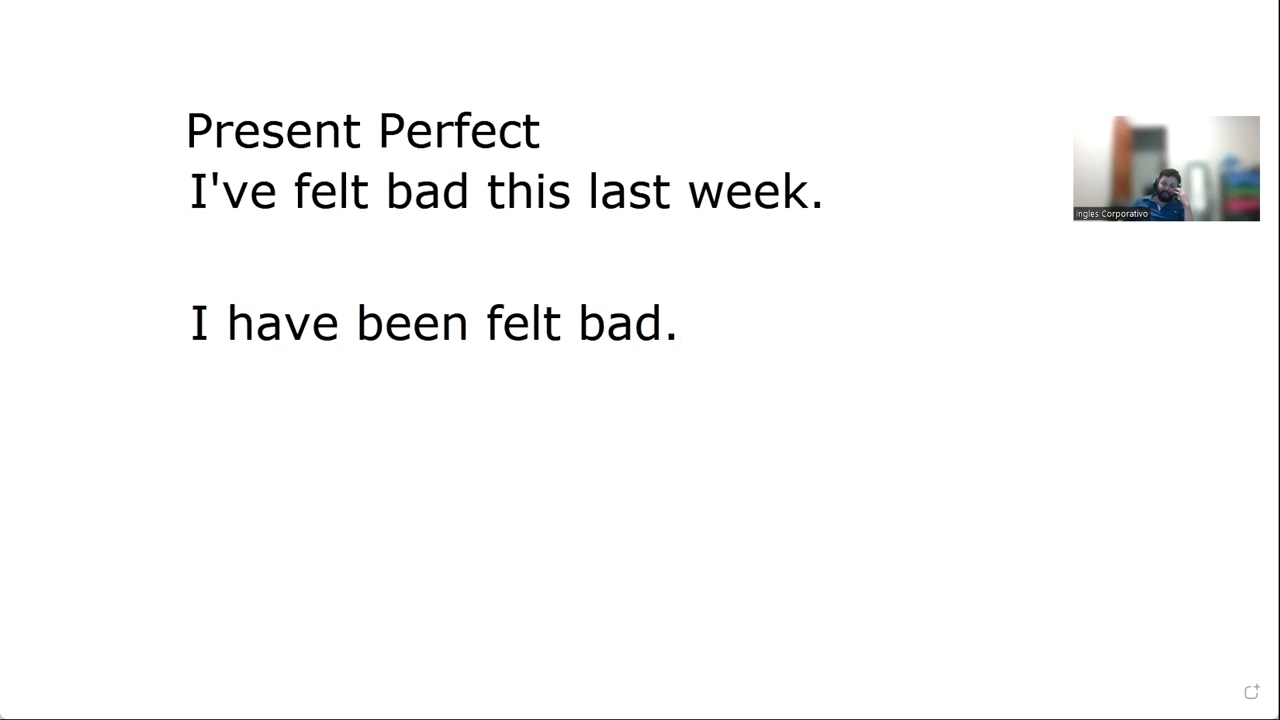 Present Perfect
I've felt bad this last week.
I have been felt bad.
Ingles Corporativo